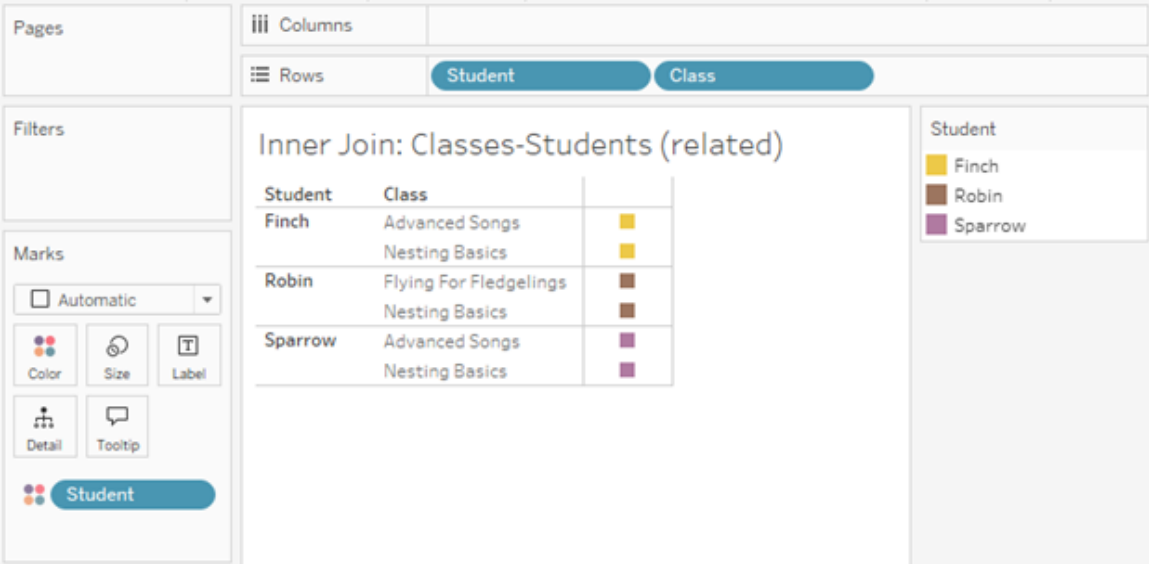 Pages
Columns
Rows Student Class
Filters
Inner Join: Classes-Students (related)
Student Class
Finch Advanced Songs
Nesting Basics
Robin Flying For Fledgelings
Nesting Basics
Sparrow Advanced Songs
Nesting Basics
Student
Finch
Robin
Sparrow
Marks
Automatic
Color Size Label
Detail Tooltip
Student